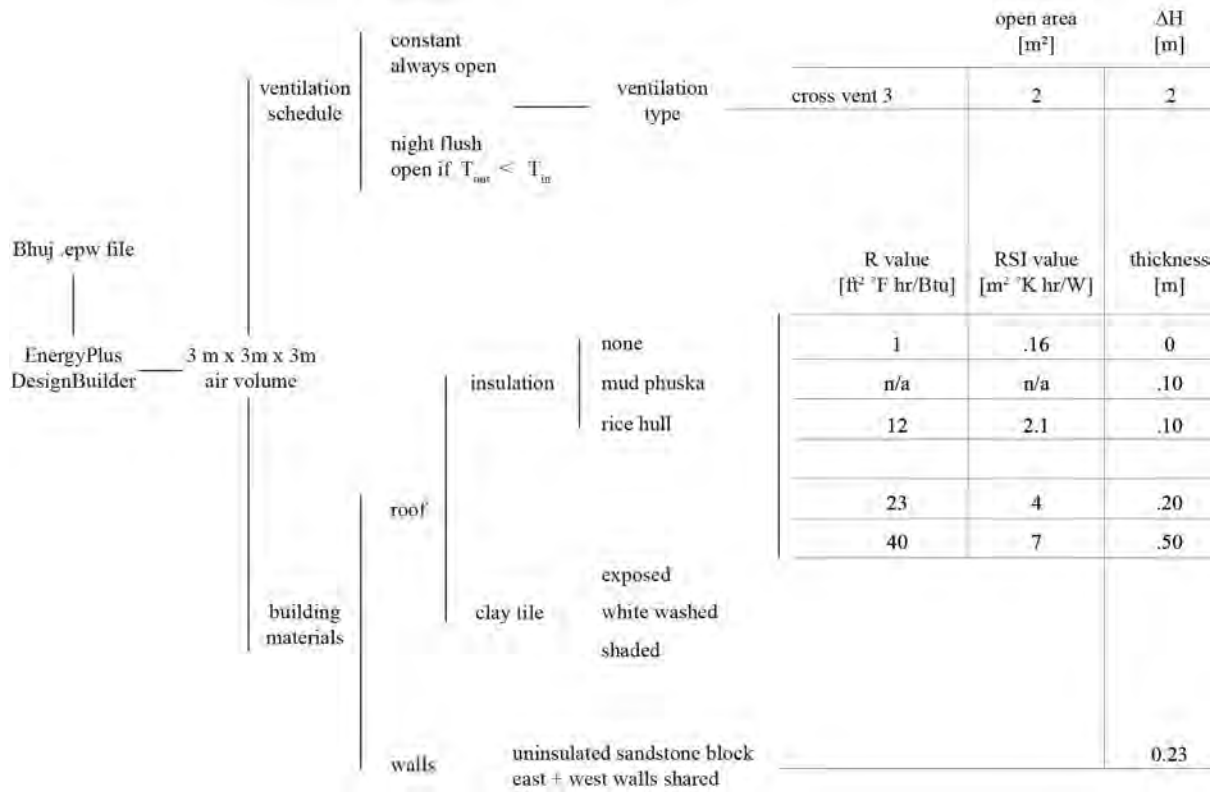 open area ΔH
[m²] [m]
constant
always open
ventilation
schedule
ventilation
type
cross vent 3 2 2
night flush
open if T_out < T_in
Bhuj .epw file
R value RSI value thickness
[ft² °F hr/Btu] [m² °K hr/W] [m]
EnergyPlus
DesignBuilder
3 m x 3m x 3m
air volume
insulation
none 1 .16 0
mud phuska n/a n/a .10
rice hull 12 2.1 .10
23 4 .20
40 7 .50
roof
exposed
clay tile white washed
shaded
building
materials
walls
uninsulated sandstone block
east + west walls shared
0.23